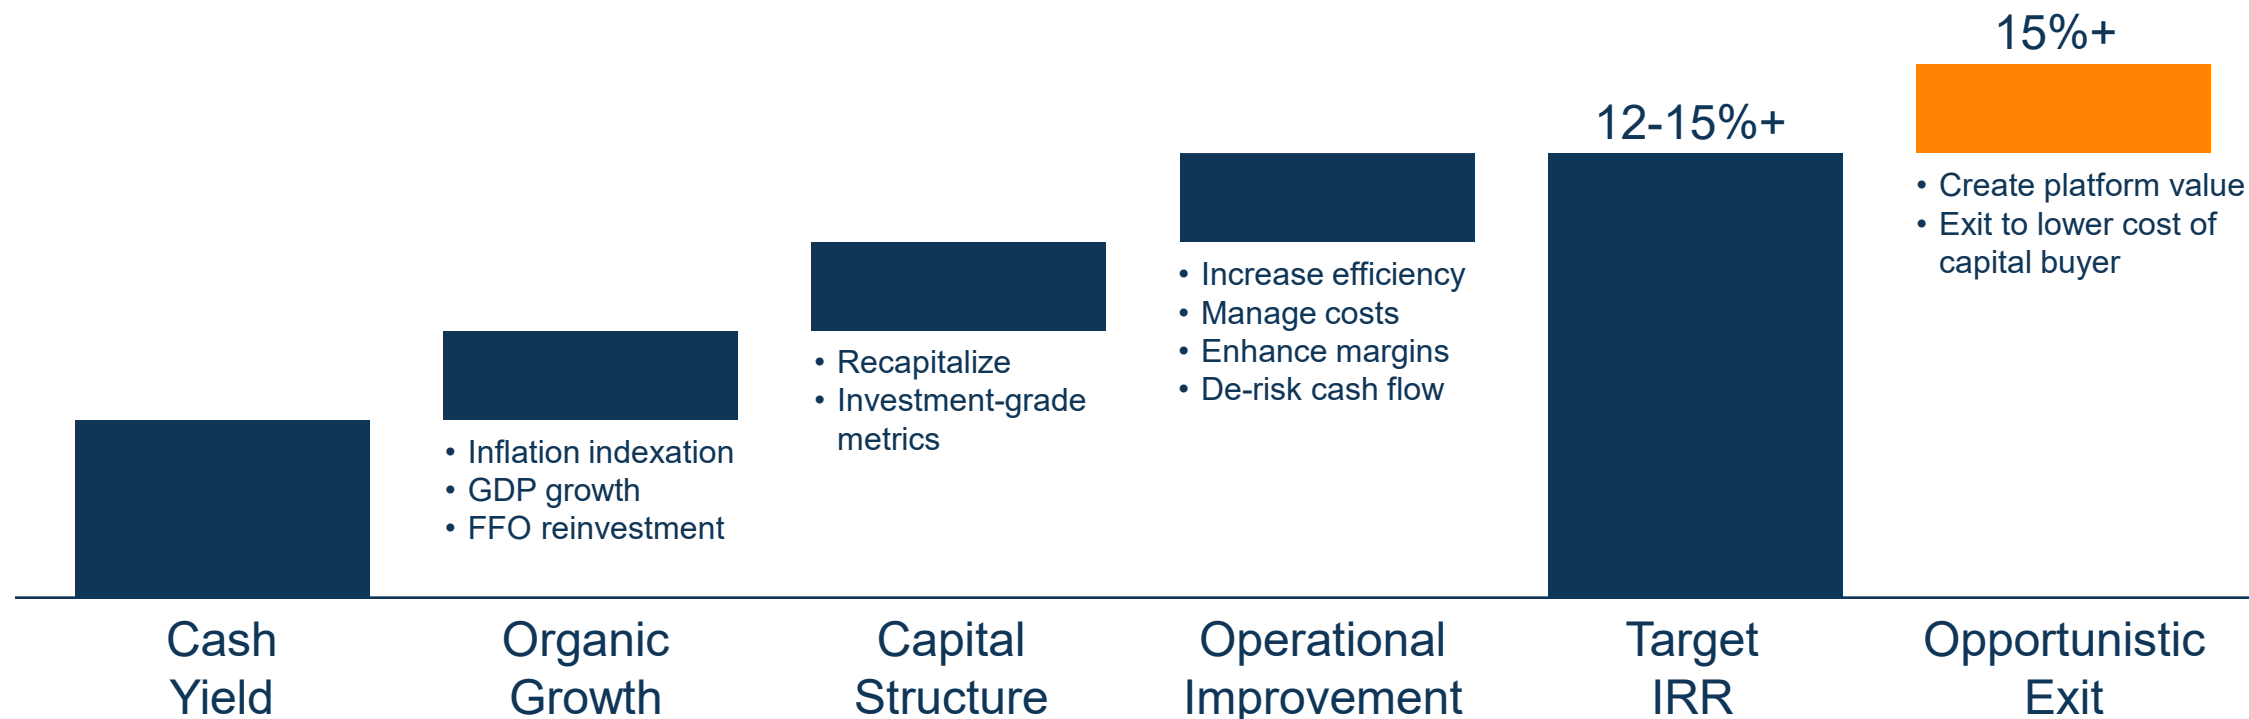 15%+
12-15%+
• Create platform value
• Exit to lower cost of
capital buyer
• Increase efficiency
• Manage costs
• Enhance margins
• De-risk cash flow
• Recapitalize
• Investment-grade
metrics
• Inflation indexation
• GDP growth
• FFO reinvestment
Cash
Yield
Organic
Growth
Capital
Structure
Operational
Improvement
Target
IRR
Opportunistic
Exit